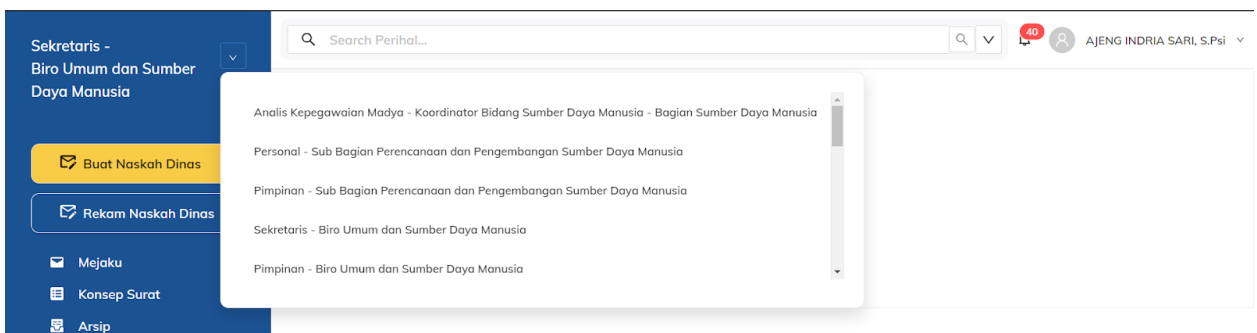 Sekretaris -
Biro Umum dan Sumber
Daya Manusia
Search Perihal...
40
AJENG INDRIA SARI, S.Psi
Analis Kepegawaian Madya - Koordinator Bidang Sumber Daya Manusia - Bagian Sumber Daya Manusia
Personal - Sub Bagian Perencanaan dan Pengembangan Sumber Daya Manusia
Pimpinan - Sub Bagian Perencanaan dan Pengembangan Sumber Daya Manusia
Sekretaris - Biro Umum dan Sumber Daya Manusia
Pimpinan - Biro Umum dan Sumber Daya Manusia
Buat Naskah Dinas
Rekam Naskah Dinas
Mejaku
Konsep Surat
Arsip